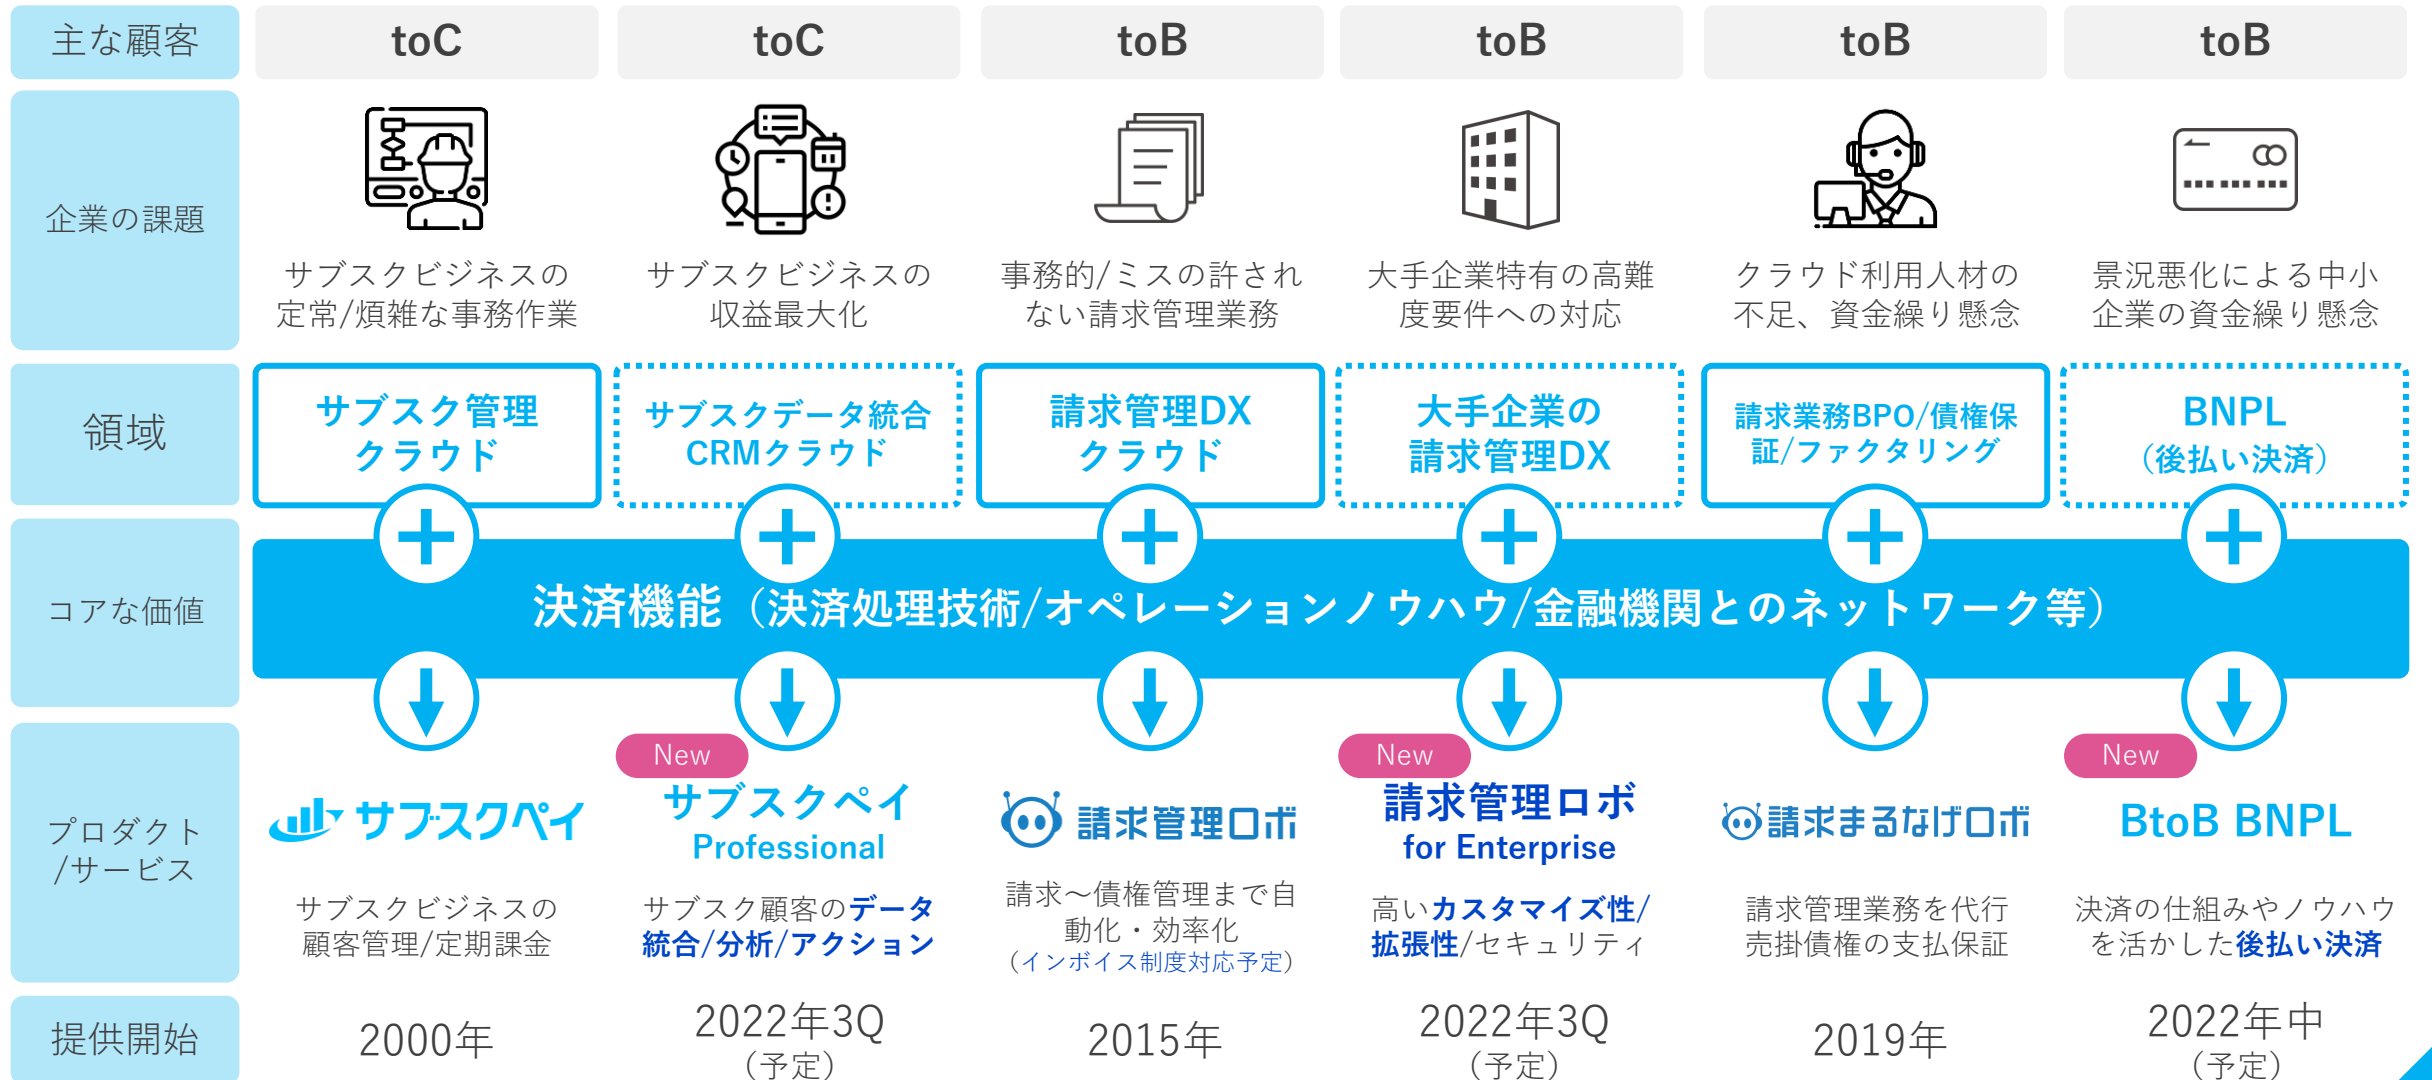 主な顧客
toC
toC
toB
toB
toB
toB
企業の課題
サブスクビジネスの
定常/煩雑な事務作業
サブスクビジネスの
収益最大化
事務的/ミスの許され
ない請求管理業務
大手企業特有の高難
度要件への対応
クラウド利用人材の
不足、資金繰り懸念
景況悪化による中小
企業の資金繰り懸念
領域
サブスク管理
クラウド
サブスクデータ統合
CRMクラウド
請求管理DX
クラウド
大手企業の
請求管理DX
請求業務BPO/債権保
証/ファクタリング
BNPL
（後払い決済）
コアな価値
決済機能（決済処理技術/オペレーションノウハウ/金融機関とのネットワーク等）
プロダクト
/サービス
サブスクペイ
サブスクビジネスの
顧客管理/定期課金
New
サブスクペイ
Professional
サブスク顧客のデータ
統合/分析/アクション
請求管理ロボ
請求～債権管理まで自
動化・効率化
（インボイス制度対応予定）
New
請求管理ロボ
for Enterprise
高いカスタマイズ性/
拡張性/セキュリティ
請求まるなげロボ
請求管理業務を代行
売掛債権の支払保証
New
BtoB BNPL
決済の仕組みやノウハウ
を活かした後払い決済
提供開始
2000年
2022年3Q
（予定）
2015年
2022年3Q
（予定）
2019年
2022年中
（予定）